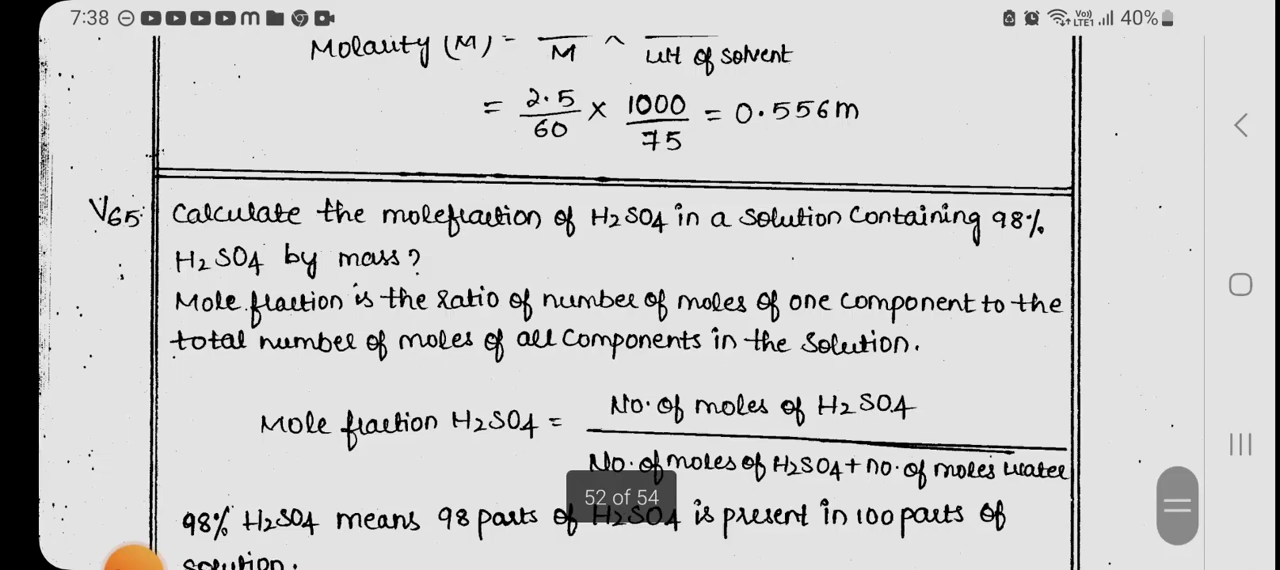 7:38
Vo)) LTE1 40%
Molality (M) =
M × wt of solvent
= 2.5/60 × 1000/75 = 0.556m
V65. Calculate the molefraction of H2SO4 in a solution containing 98%
H2SO4 by mass?
Mole fraction is the ratio of number of moles of one component to the
total number of moles of all components in the solution.
Mole fraction H2SO4 = No. of moles of H2SO4
No. of moles of H2SO4 + no. of moles water
52 of 54
98% H2SO4 means 98 parts of H2SO4 is present in 100 parts of
solution.